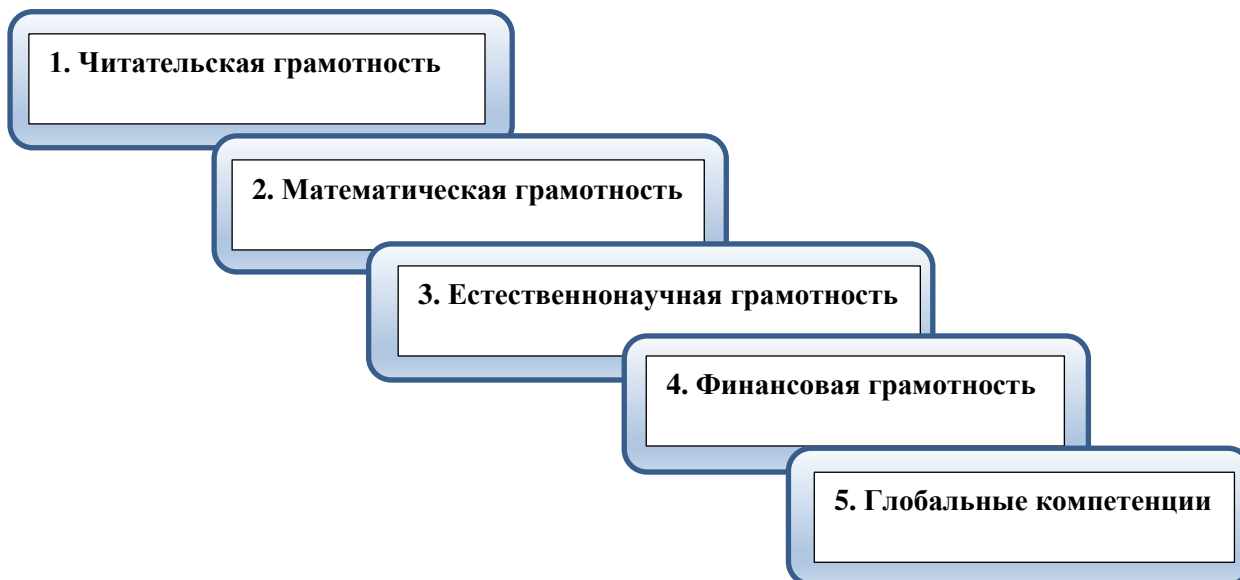 1. Читательская грамотность
2. Математическая грамотность
3. Естественнонаучная грамотность
4. Финансовая грамотность
5. Глобальные компетенции